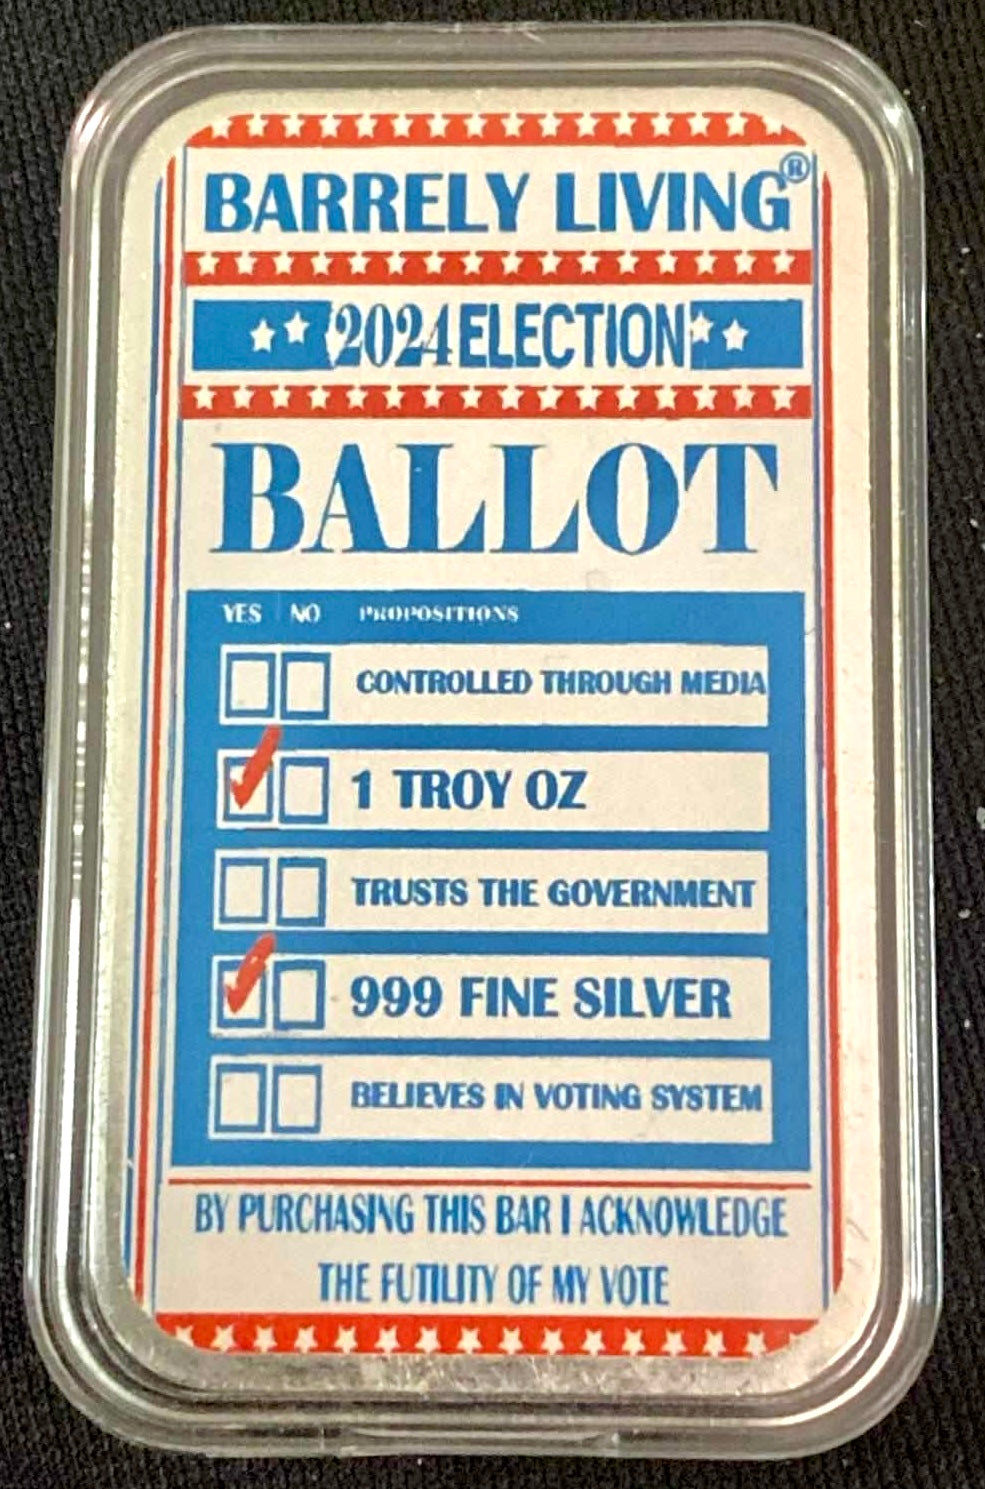 BARRELY LIVING®
2024 ELECTION
BALLOT
YES NO PROPOSITIONS
CONTROLLED THROUGH MEDIA
1 TROY OZ
TRUSTS THE GOVERNMENT
999 FINE SILVER
BELIEVES IN VOTING SYSTEM
BY PURCHASING THIS BAR I ACKNOWLEDGE
THE FUTILITY OF MY VOTE